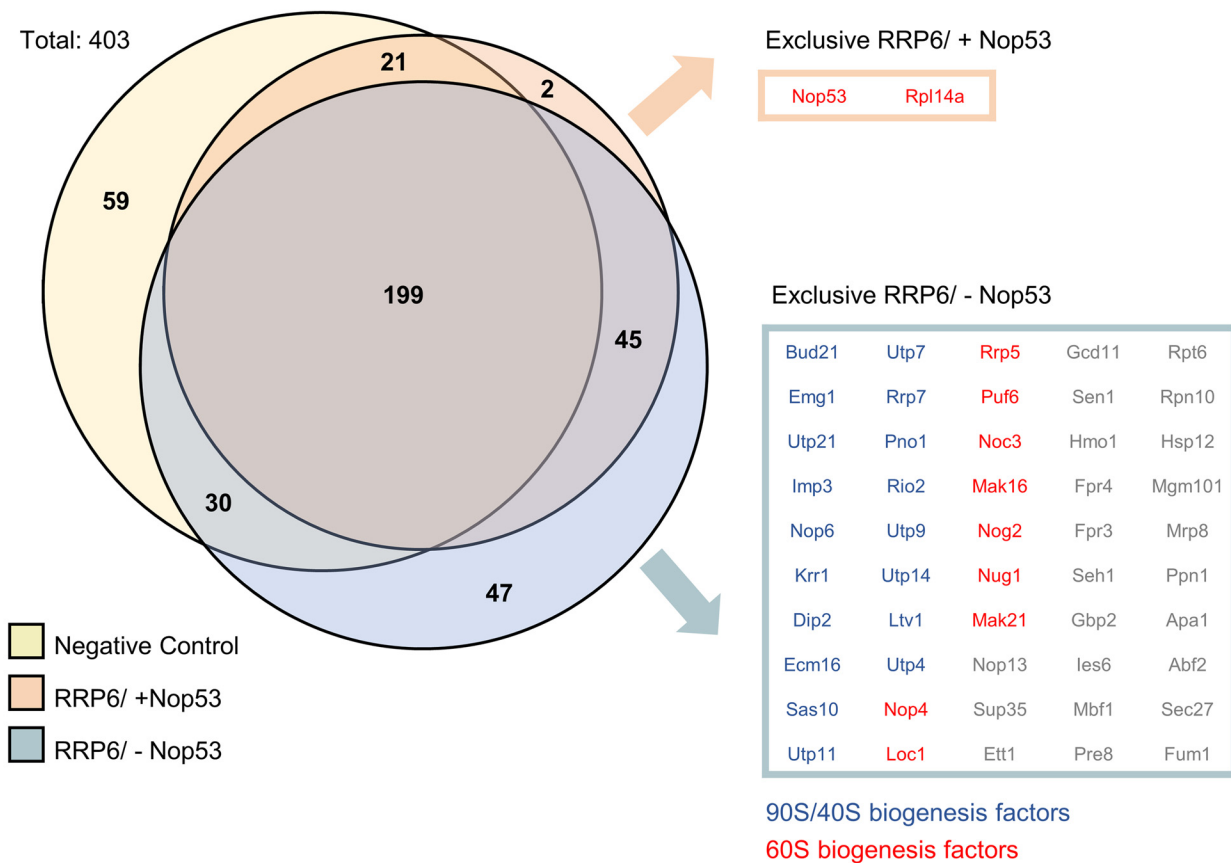 Total: 403
21
2
59
199
45
30
47
Negative Control
RRP6/ +Nop53
RRP6/ - Nop53
Exclusive RRP6/ + Nop53
Nop53 Rpl14a
Exclusive RRP6/ - Nop53
Bud21 Utp7 Rrp5 Gcd11 Rpt6
Emg1 Rrp7 Puf6 Sen1 Rpn10
Utp21 Pno1 Noc3 Hmo1 Hsp12
Imp3 Rio2 Mak16 Fpr4 Mgm101
Nop6 Utp9 Nog2 Fpr3 Mrp8
Krr1 Utp14 Nug1 Seh1 Ppn1
Dip2 Ltv1 Mak21 Gbp2 Apa1
Ecm16 Utp4 Nop13 Ies6 Abf2
Sas10 Nop4 Sup35 Mbf1 Sec27
Utp11 Loc1 Ett1 Pre8 Fum1
90S/40S biogenesis factors
60S biogenesis factors